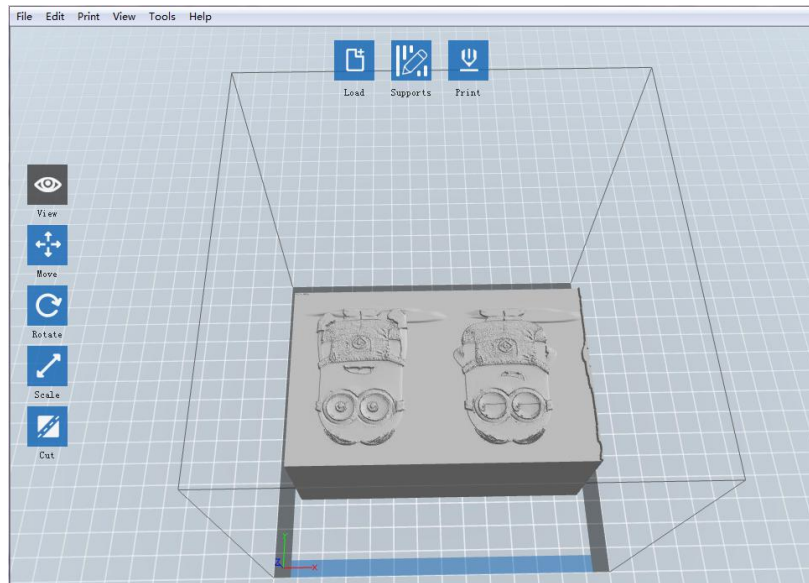 File Edit Print View Tools Help
Load Supports Print
View
Move
Rotate
Scale
Cut
Y
Z X